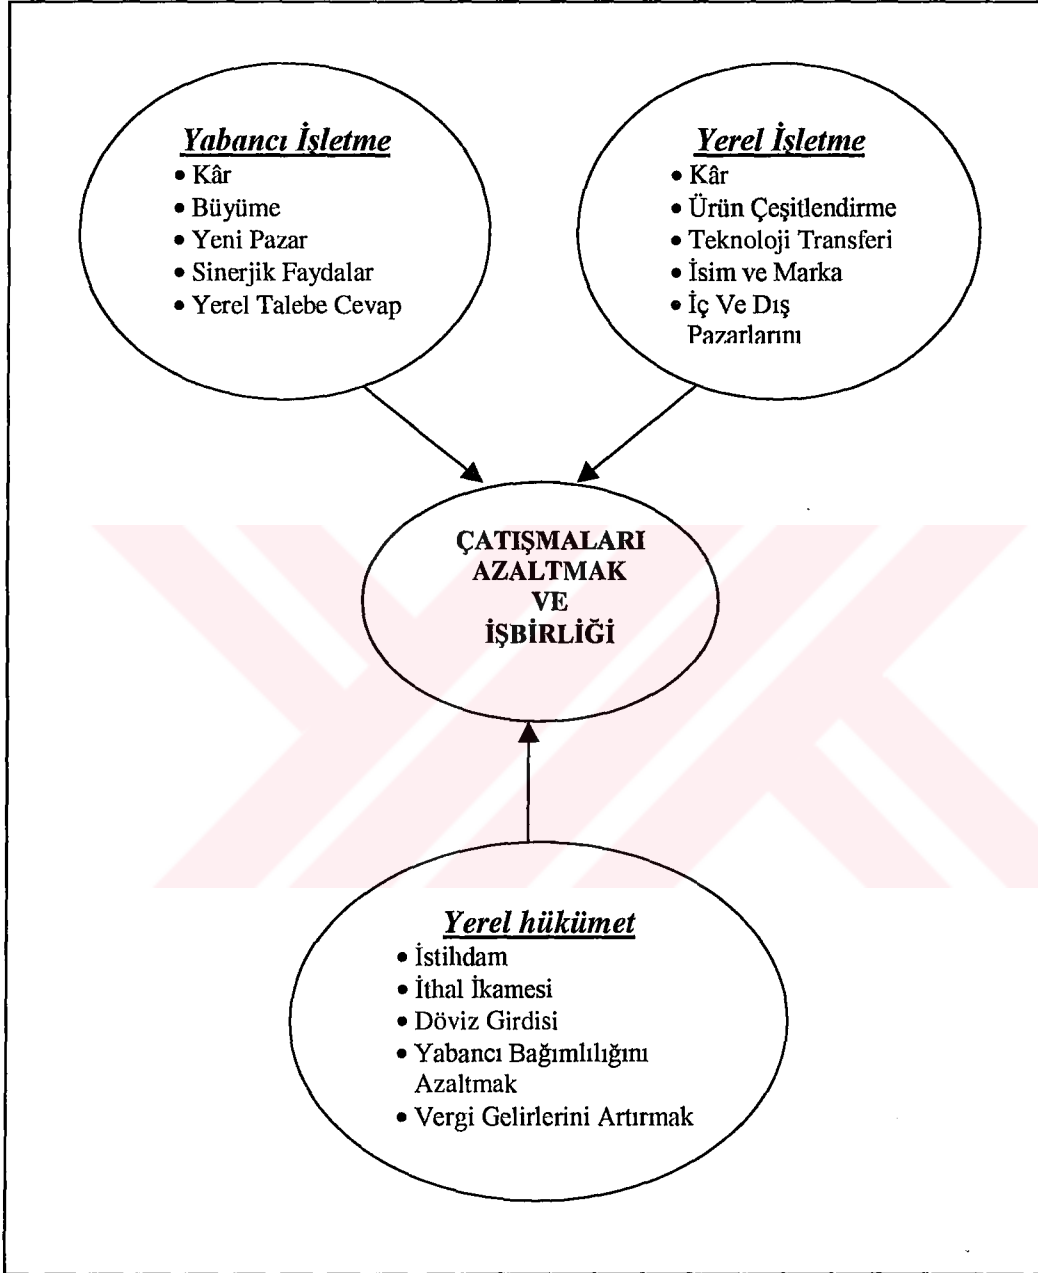 Yabancı İşletme
• Kâr
• Büyüme
• Yeni Pazar
• Sinerjik Faydalar
• Yerel Talebe Cevap
Yerel İşletme
• Kâr
• Ürün Çeşitlendirme
• Teknoloji Transferi
• İsim ve Marka
• İç Ve Dış
Pazarlarını
ÇATIŞMALARI
AZALTMAK
VE
İŞBİRLİĞİ
Yerel hükümet
• İstihdam
• İthal İkamesi
• Döviz Girdisi
• Yabancı Bağımlılığını
Azaltmak
• Vergi Gelirlerini Artırmak